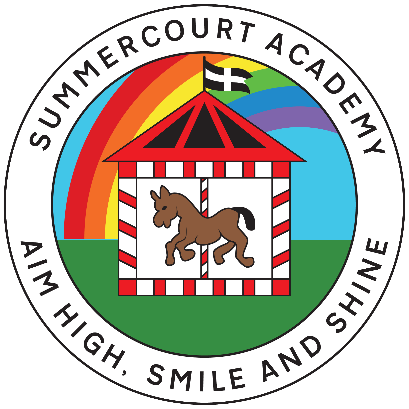 SUMMERCOURT ACADEMY
AIM HIGH, SMILE AND SHINE